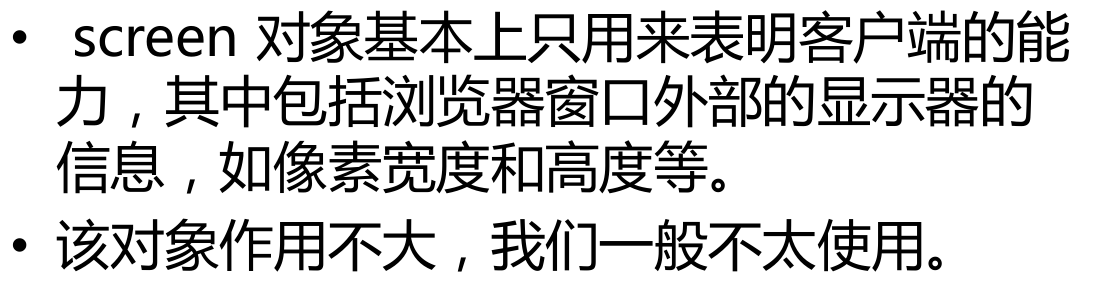 • screen 对象基本上只用来表明客户端的能
力，其中包括浏览器窗口外部的显示器的
信息，如像素宽度和高度等。
• 该对象作用不大，我们一般不太使用。